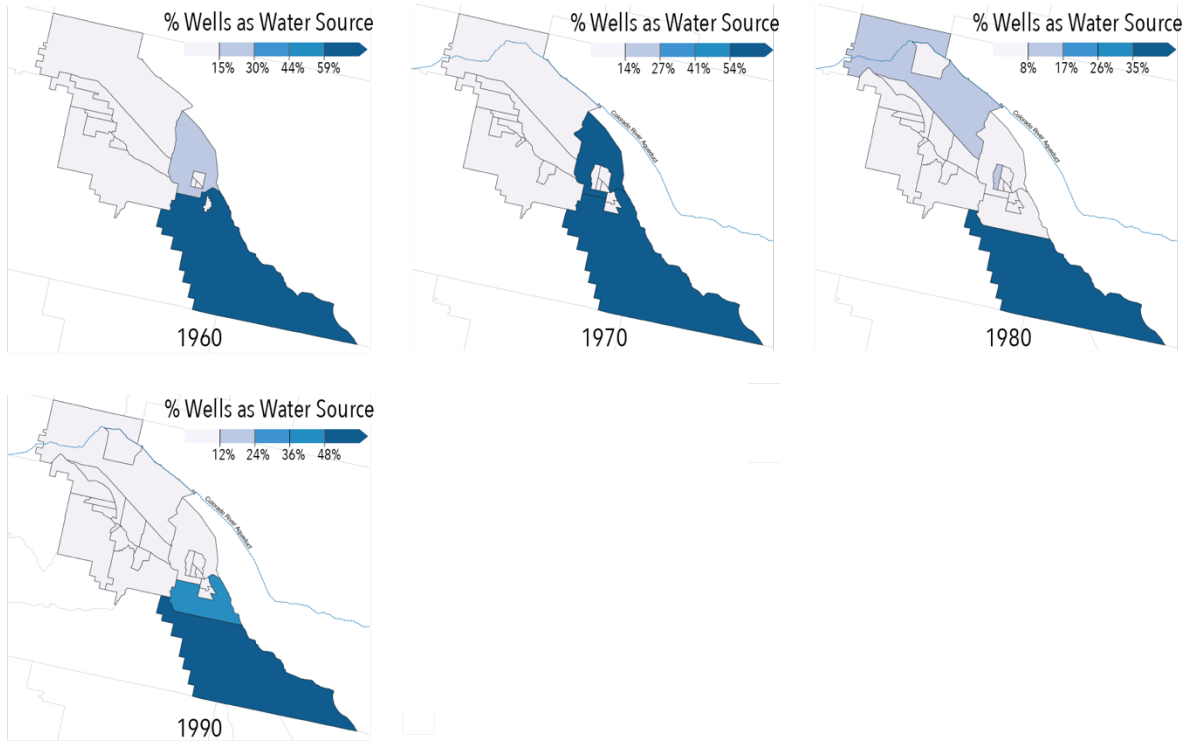 % Wells as Water Source
15% 30% 44% 59%
1960
% Wells as Water Source
14% 27% 41% 54%
Colorado River Aqueduct
1970
% Wells as Water Source
8% 17% 26% 35%
Colorado River Aqueduct
1980
% Wells as Water Source
12% 24% 36% 48%
Colorado River Aqueduct
1990